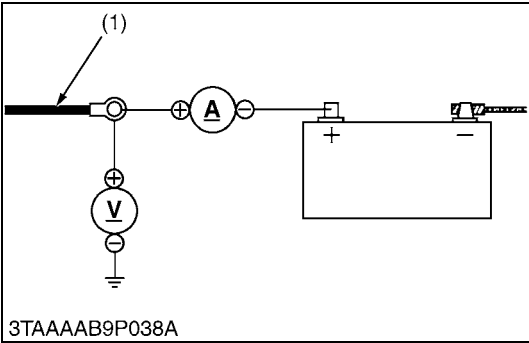 (1)
+ A −
+ −
+
V
−
3TAAAAB9P038A